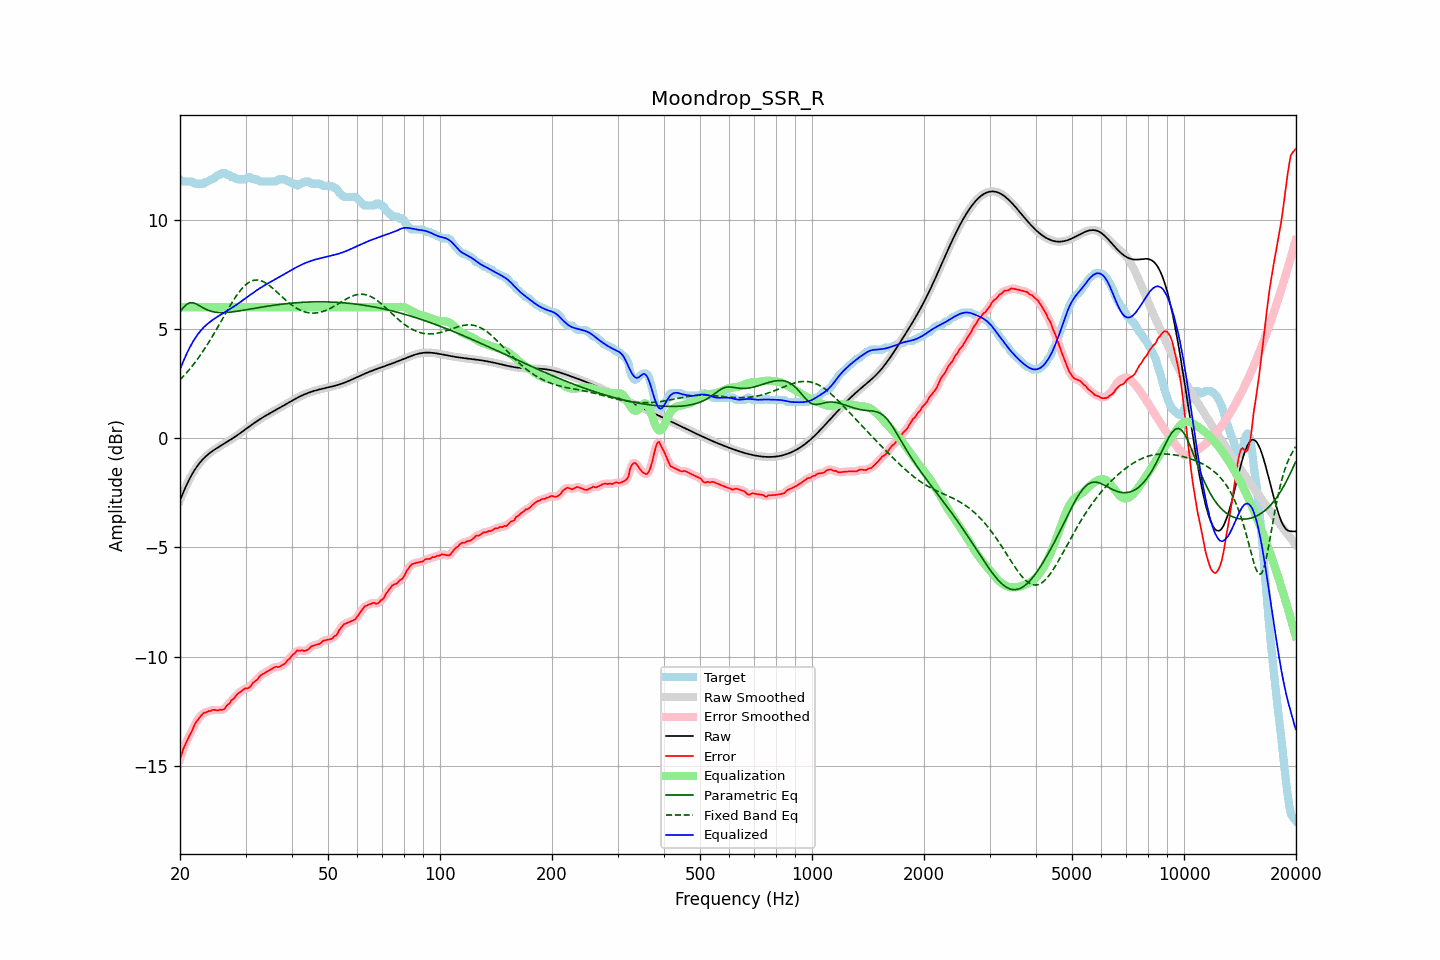 Moondrop_SSR_R
Amplitude (dBr)
10
5
0
−5
−10
−15
Target
Raw Smoothed
Error Smoothed
Raw
Error
Equalization
Parametric Eq
Fixed Band Eq
Equalized
20 50 100 200 500 1000 2000 5000 10000 20000
Frequency (Hz)